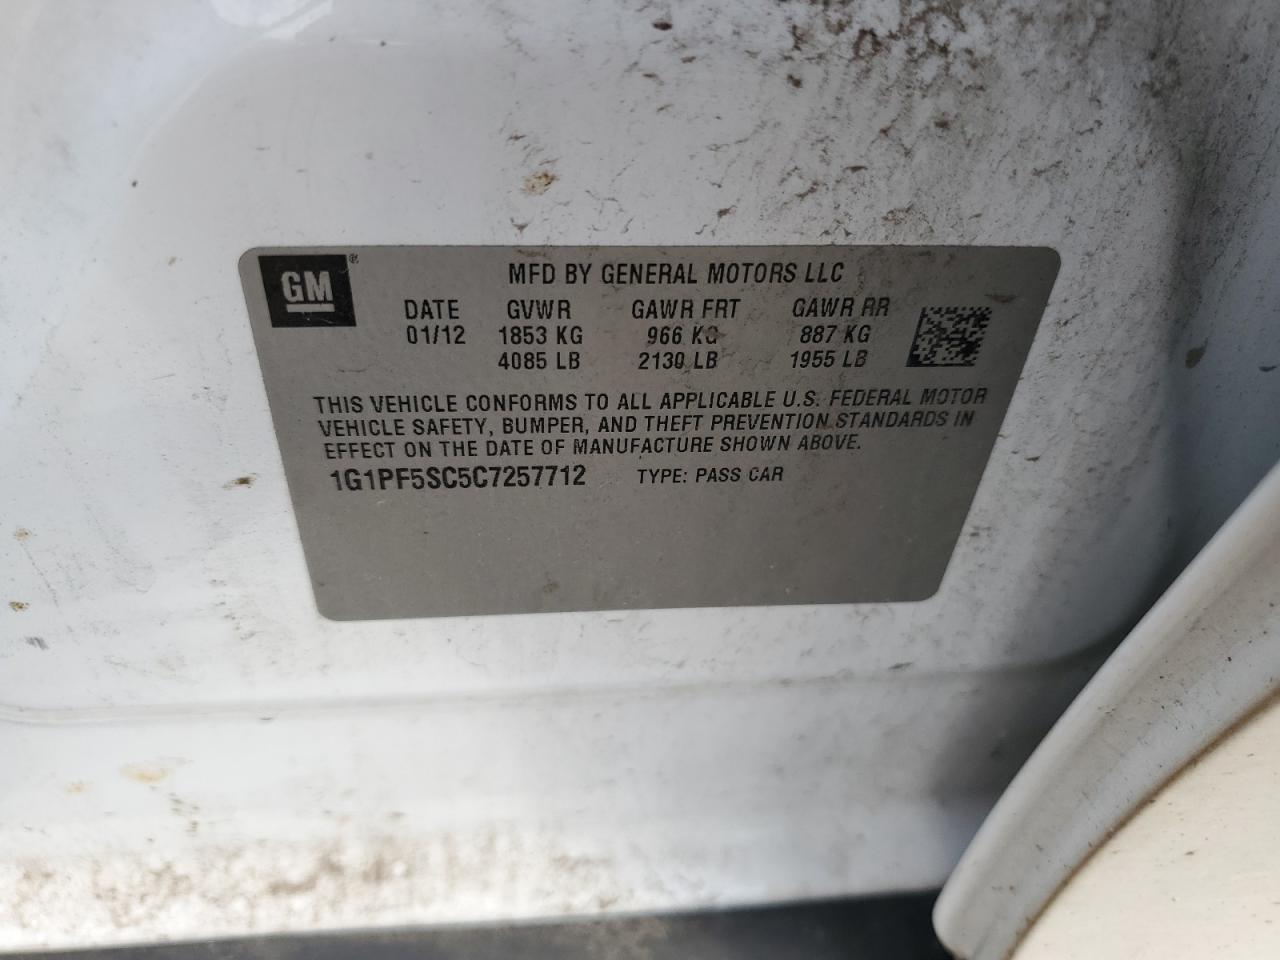 GM®
MFD BY GENERAL MOTORS LLC
DATE GVWR GAWR FRT GAWR RR
01/12 1853 KG 966 KG 887 KG
4085 LB 2130 LB 1955 LB
THIS VEHICLE CONFORMS TO ALL APPLICABLE U.S. FEDERAL MOTOR
VEHICLE SAFETY, BUMPER, AND THEFT PREVENTION STANDARDS IN
EFFECT ON THE DATE OF MANUFACTURE SHOWN ABOVE.
1G1PF5SC5C7257712 TYPE: PASS CAR